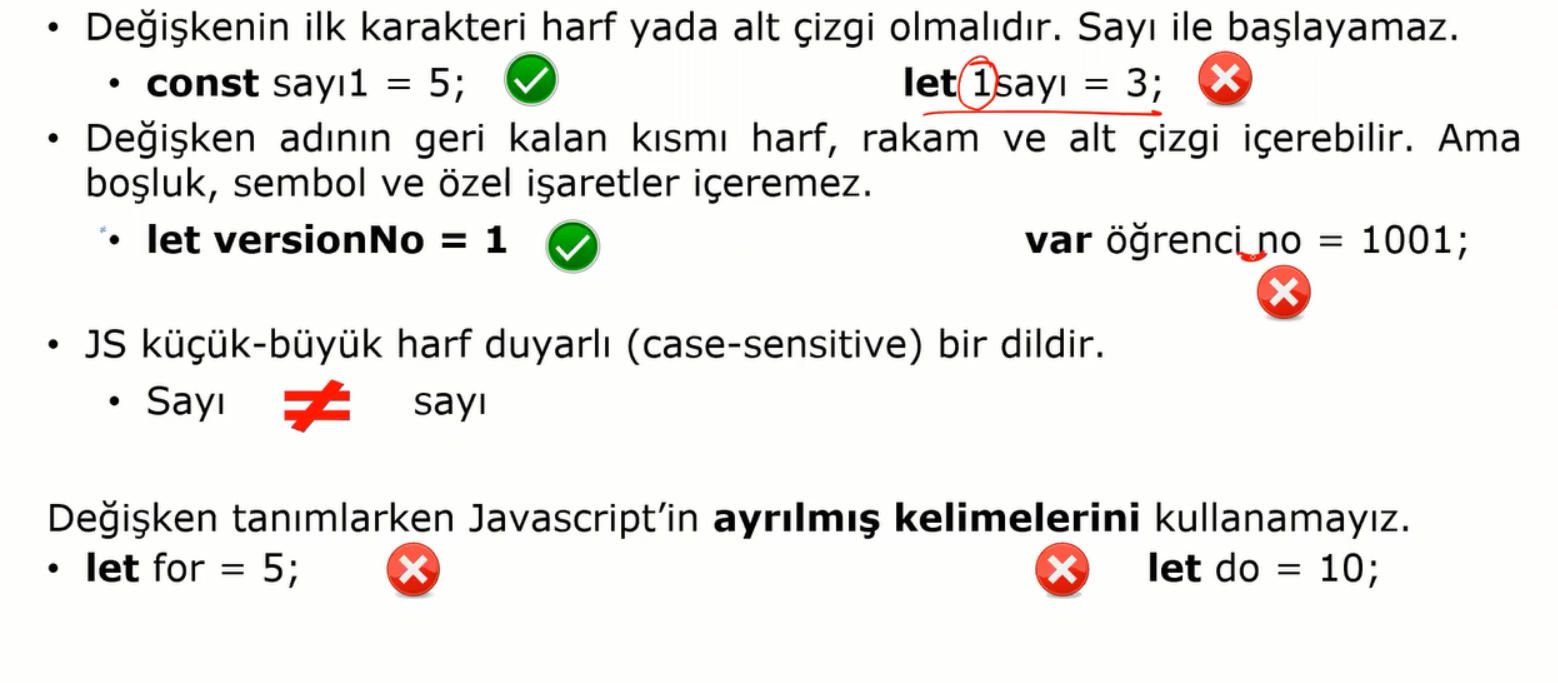 • Değişkenin ilk karakteri harf yada alt çizgi olmalıdır. Sayı ile başlayamaz.
• const sayı1 = 5; let 1sayı = 3;
• Değişken adının geri kalan kısmı harf, rakam ve alt çizgi içerebilir. Ama
boşluk, sembol ve özel işaretler içeremez.
• let versionNo = 1 var öğrenci no = 1001;
• JS küçük-büyük harf duyarlı (case-sensitive) bir dildir.
• Sayı ≠ sayı
Değişken tanımlarken Javascript’in ayrılmış kelimelerini kullanamayız.
• let for = 5; let do = 10;